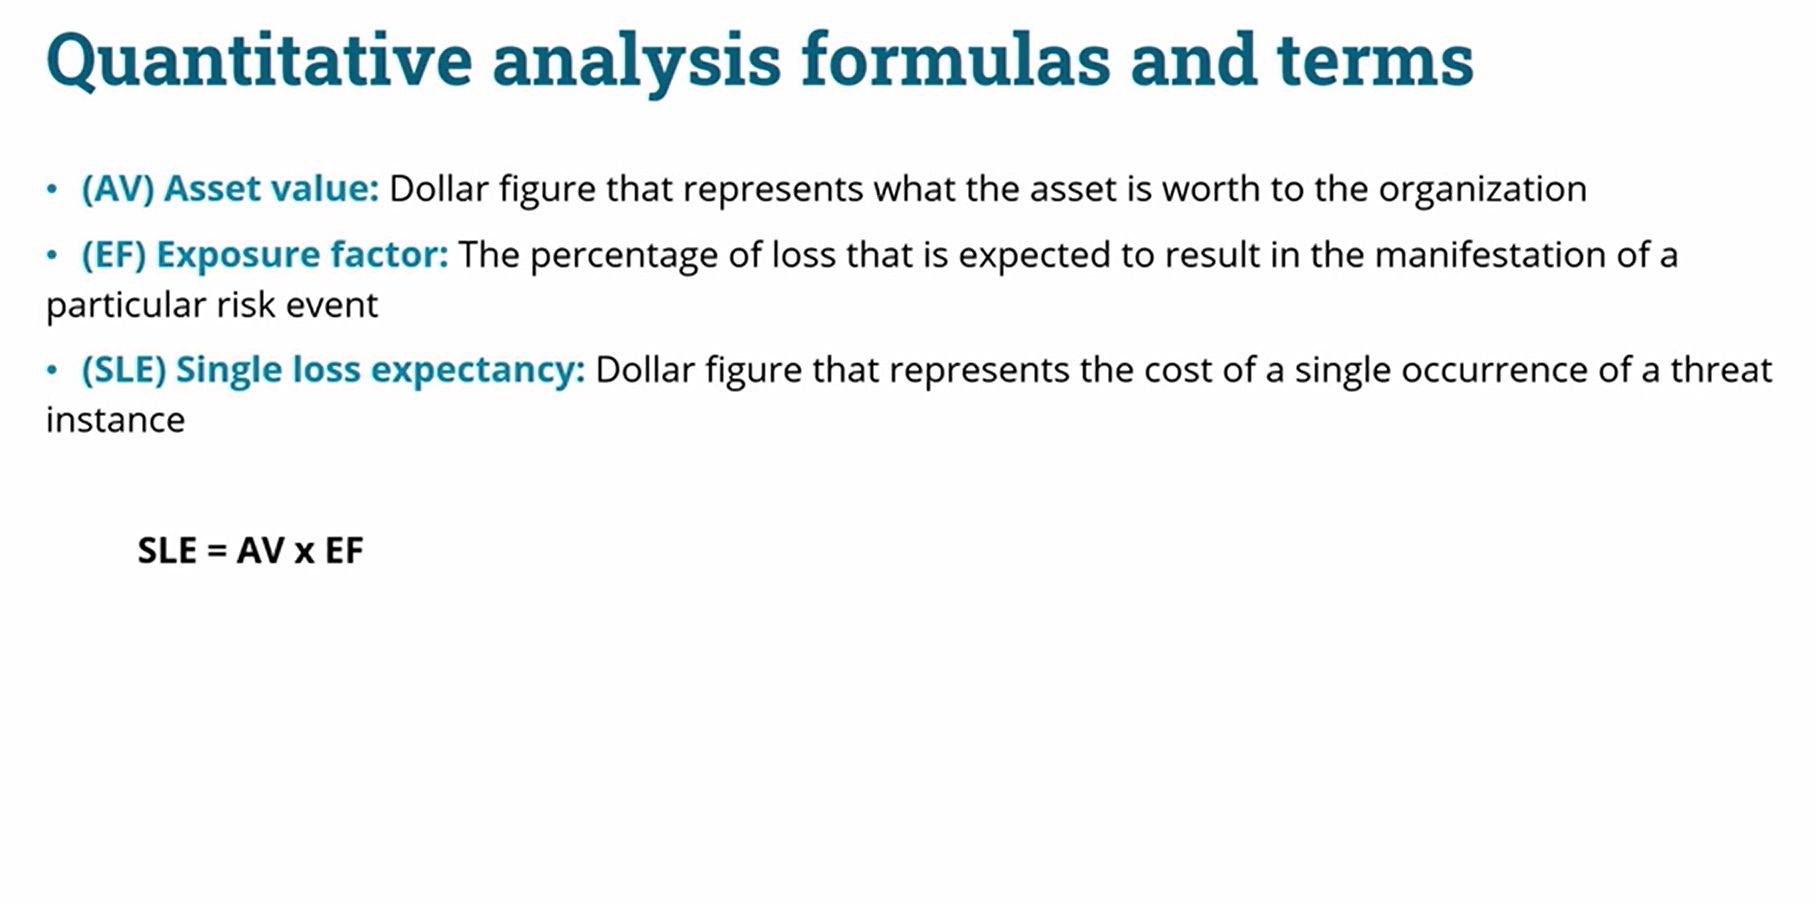 Quantitative analysis formulas and terms
• (AV) Asset value: Dollar figure that represents what the asset is worth to the organization
• (EF) Exposure factor: The percentage of loss that is expected to result in the manifestation of a
particular risk event
• (SLE) Single loss expectancy: Dollar figure that represents the cost of a single occurrence of a threat
instance
SLE = AV x EF